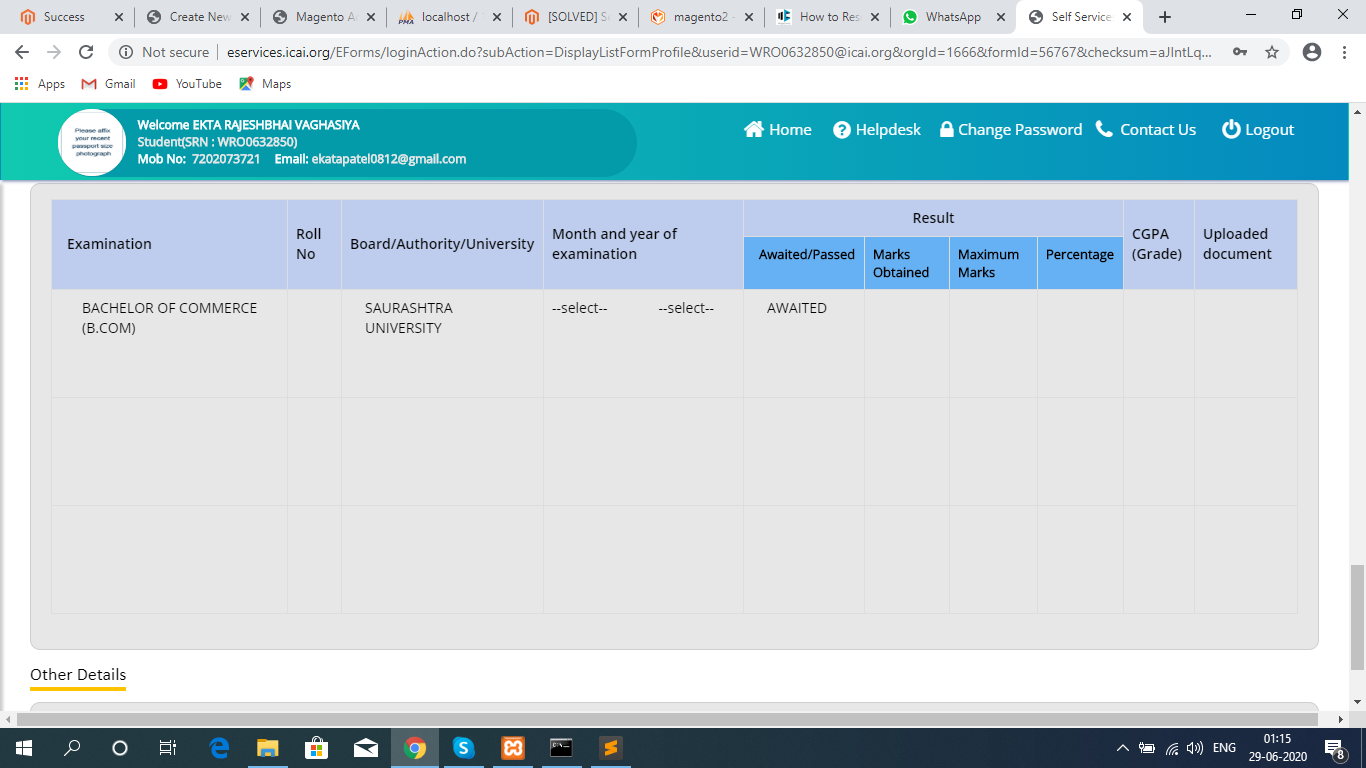 Success
Create New
Magento A
localhost /
[SOLVED] S
magento2 -
How to Res
WhatsApp
Self Service
Not secure
eservices.icai.org/EForms/loginAction.do?subAction=DisplayListFormProfile&userid=WRO0632850@icai.org&orgId=1666&formId=56767&checksum=aJIntLq...
Apps
Gmail
YouTube
Maps
Please affix
your recent
passport size
photograph
Welcome EKTA RAJESHBHAI VAGHASIYA
Student(SRN : WRO0632850)
Mob No: 7202073721 Email: ekatapatel0812@gmail.com
Home
Helpdesk
Change Password
Contact Us
Logout
Examination
Roll
No
Board/Authority/University
Month and year of
examination
Result
Awaited/Passed
Marks
Obtained
Maximum
Marks
Percentage
CGPA
(Grade)
Uploaded
document
BACHELOR OF COMMERCE
(B.COM)
SAURASHTRA
UNIVERSITY
--select-- --select--
AWAITED
Other Details
ENG
01:15
29-06-2020
8